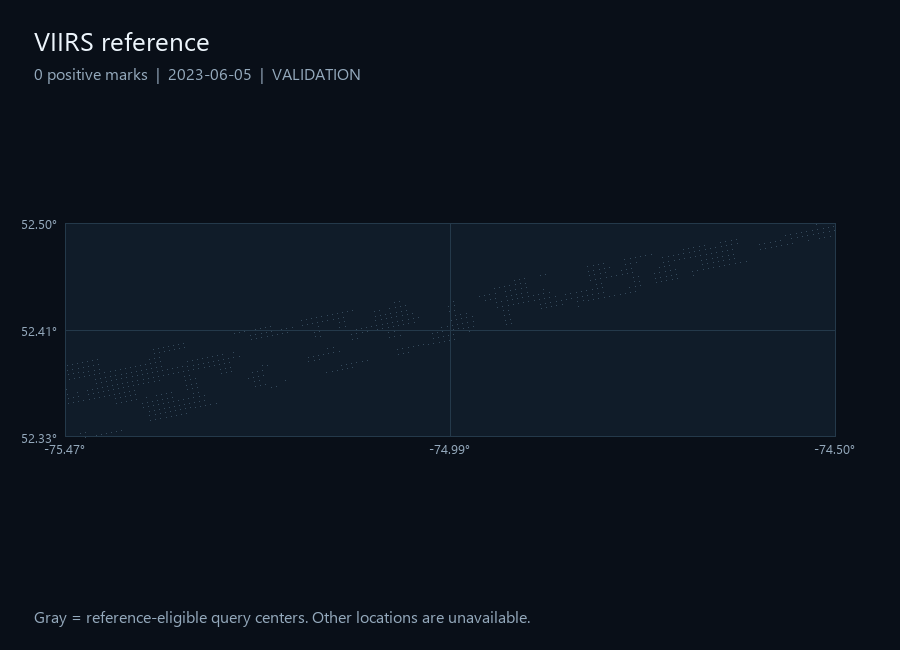 VIIRS reference
0 positive marks | 2023-06-05 | VALIDATION
52.50°
52.41°
52.33°
-75.47° -74.99° -74.50°
Gray = reference-eligible query centers. Other locations are unavailable.